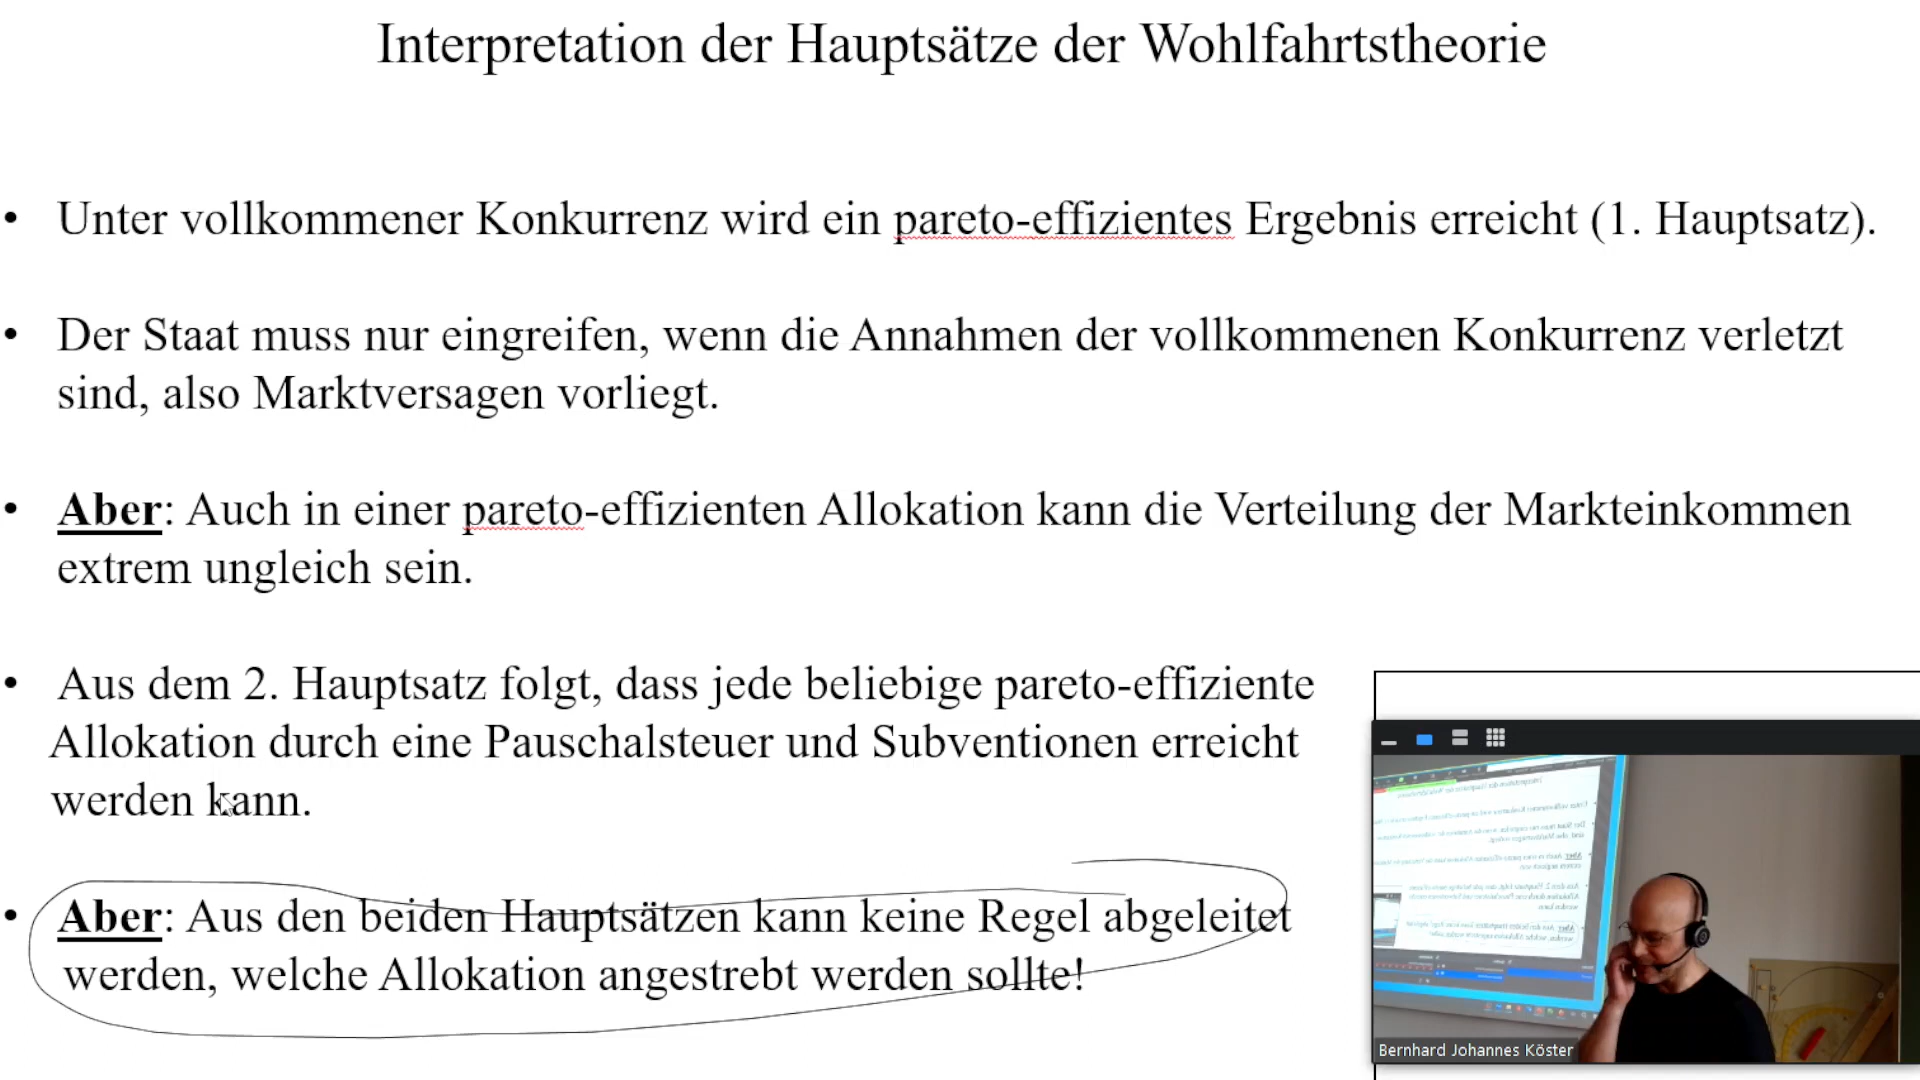 Interpretation der Hauptsätze der Wohlfahrtstheorie
• Unter vollkommener Konkurrenz wird ein pareto-effizientes Ergebnis erreicht (1. Hauptsatz).
• Der Staat muss nur eingreifen, wenn die Annahmen der vollkommenen Konkurrenz verletzt
sind, also Marktversagen vorliegt.
• Aber: Auch in einer pareto-effizienten Allokation kann die Verteilung der Markteinkommen
extrem ungleich sein.
• Aus dem 2. Hauptsatz folgt, dass jede beliebige pareto-effiziente
Allokation durch eine Pauschalsteuer und Subventionen erreicht
werden kann.
• Aber: Aus den beiden Hauptsätzen kann keine Regel abgeleitet
werden, welche Allokation angestrebt werden sollte!
Bernhard Johannes Köster